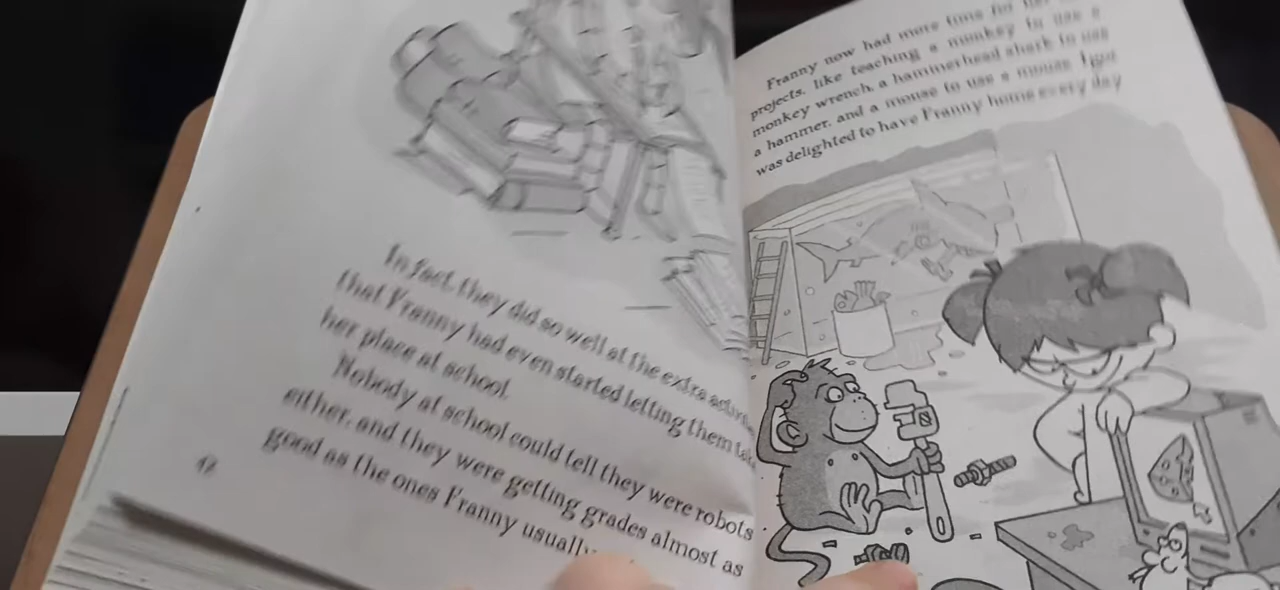 In fact, they did so well at the extra
that Franny had even started letting them
her place at school.
Nobody at school could tell they were robots
either, and they were getting grades almost as
good as the ones Franny usually
Franny now had more time for
projects, like teaching a monkey to use a
monkey wrench, a hammerhead shark to use
a hammer, and a mouse to use a mouse. Igor
was delighted to have Franny home every day